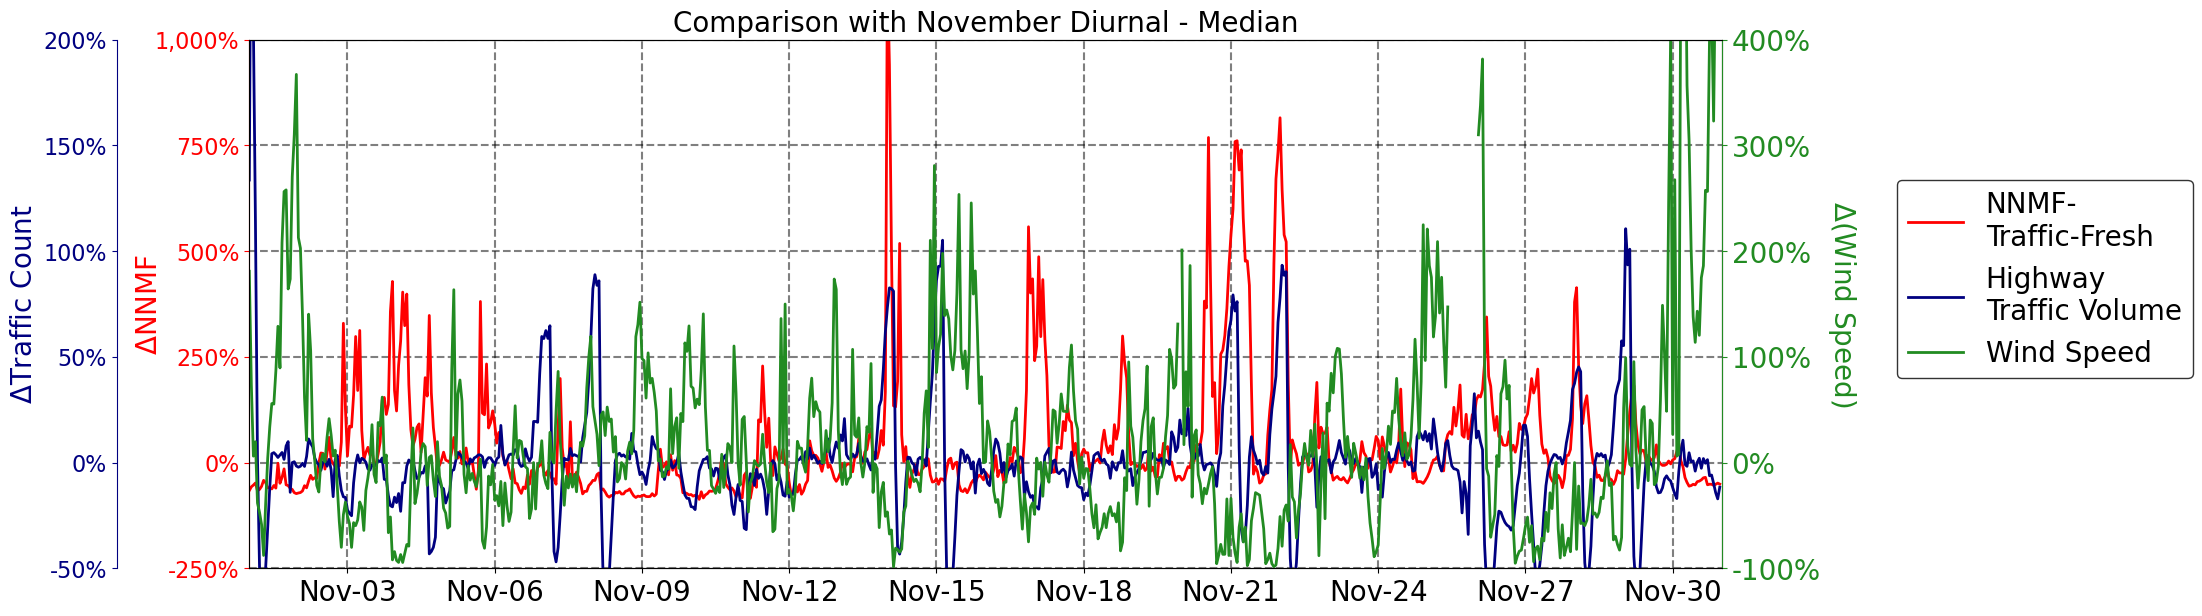 Comparison with November Diurnal - Median
ΔTraffic Count
200%
150%
100%
50%
0%
-50%
ΔNNMF
1,000%
750%
500%
250%
0%
-250%
400%
300%
200%
100%
0%
-100%
Δ(Wind Speed)
Nov-03 Nov-06 Nov-09 Nov-12 Nov-15 Nov-18 Nov-21 Nov-24 Nov-27 Nov-30
NNMF-
Traffic-Fresh
Highway
Traffic Volume
Wind Speed